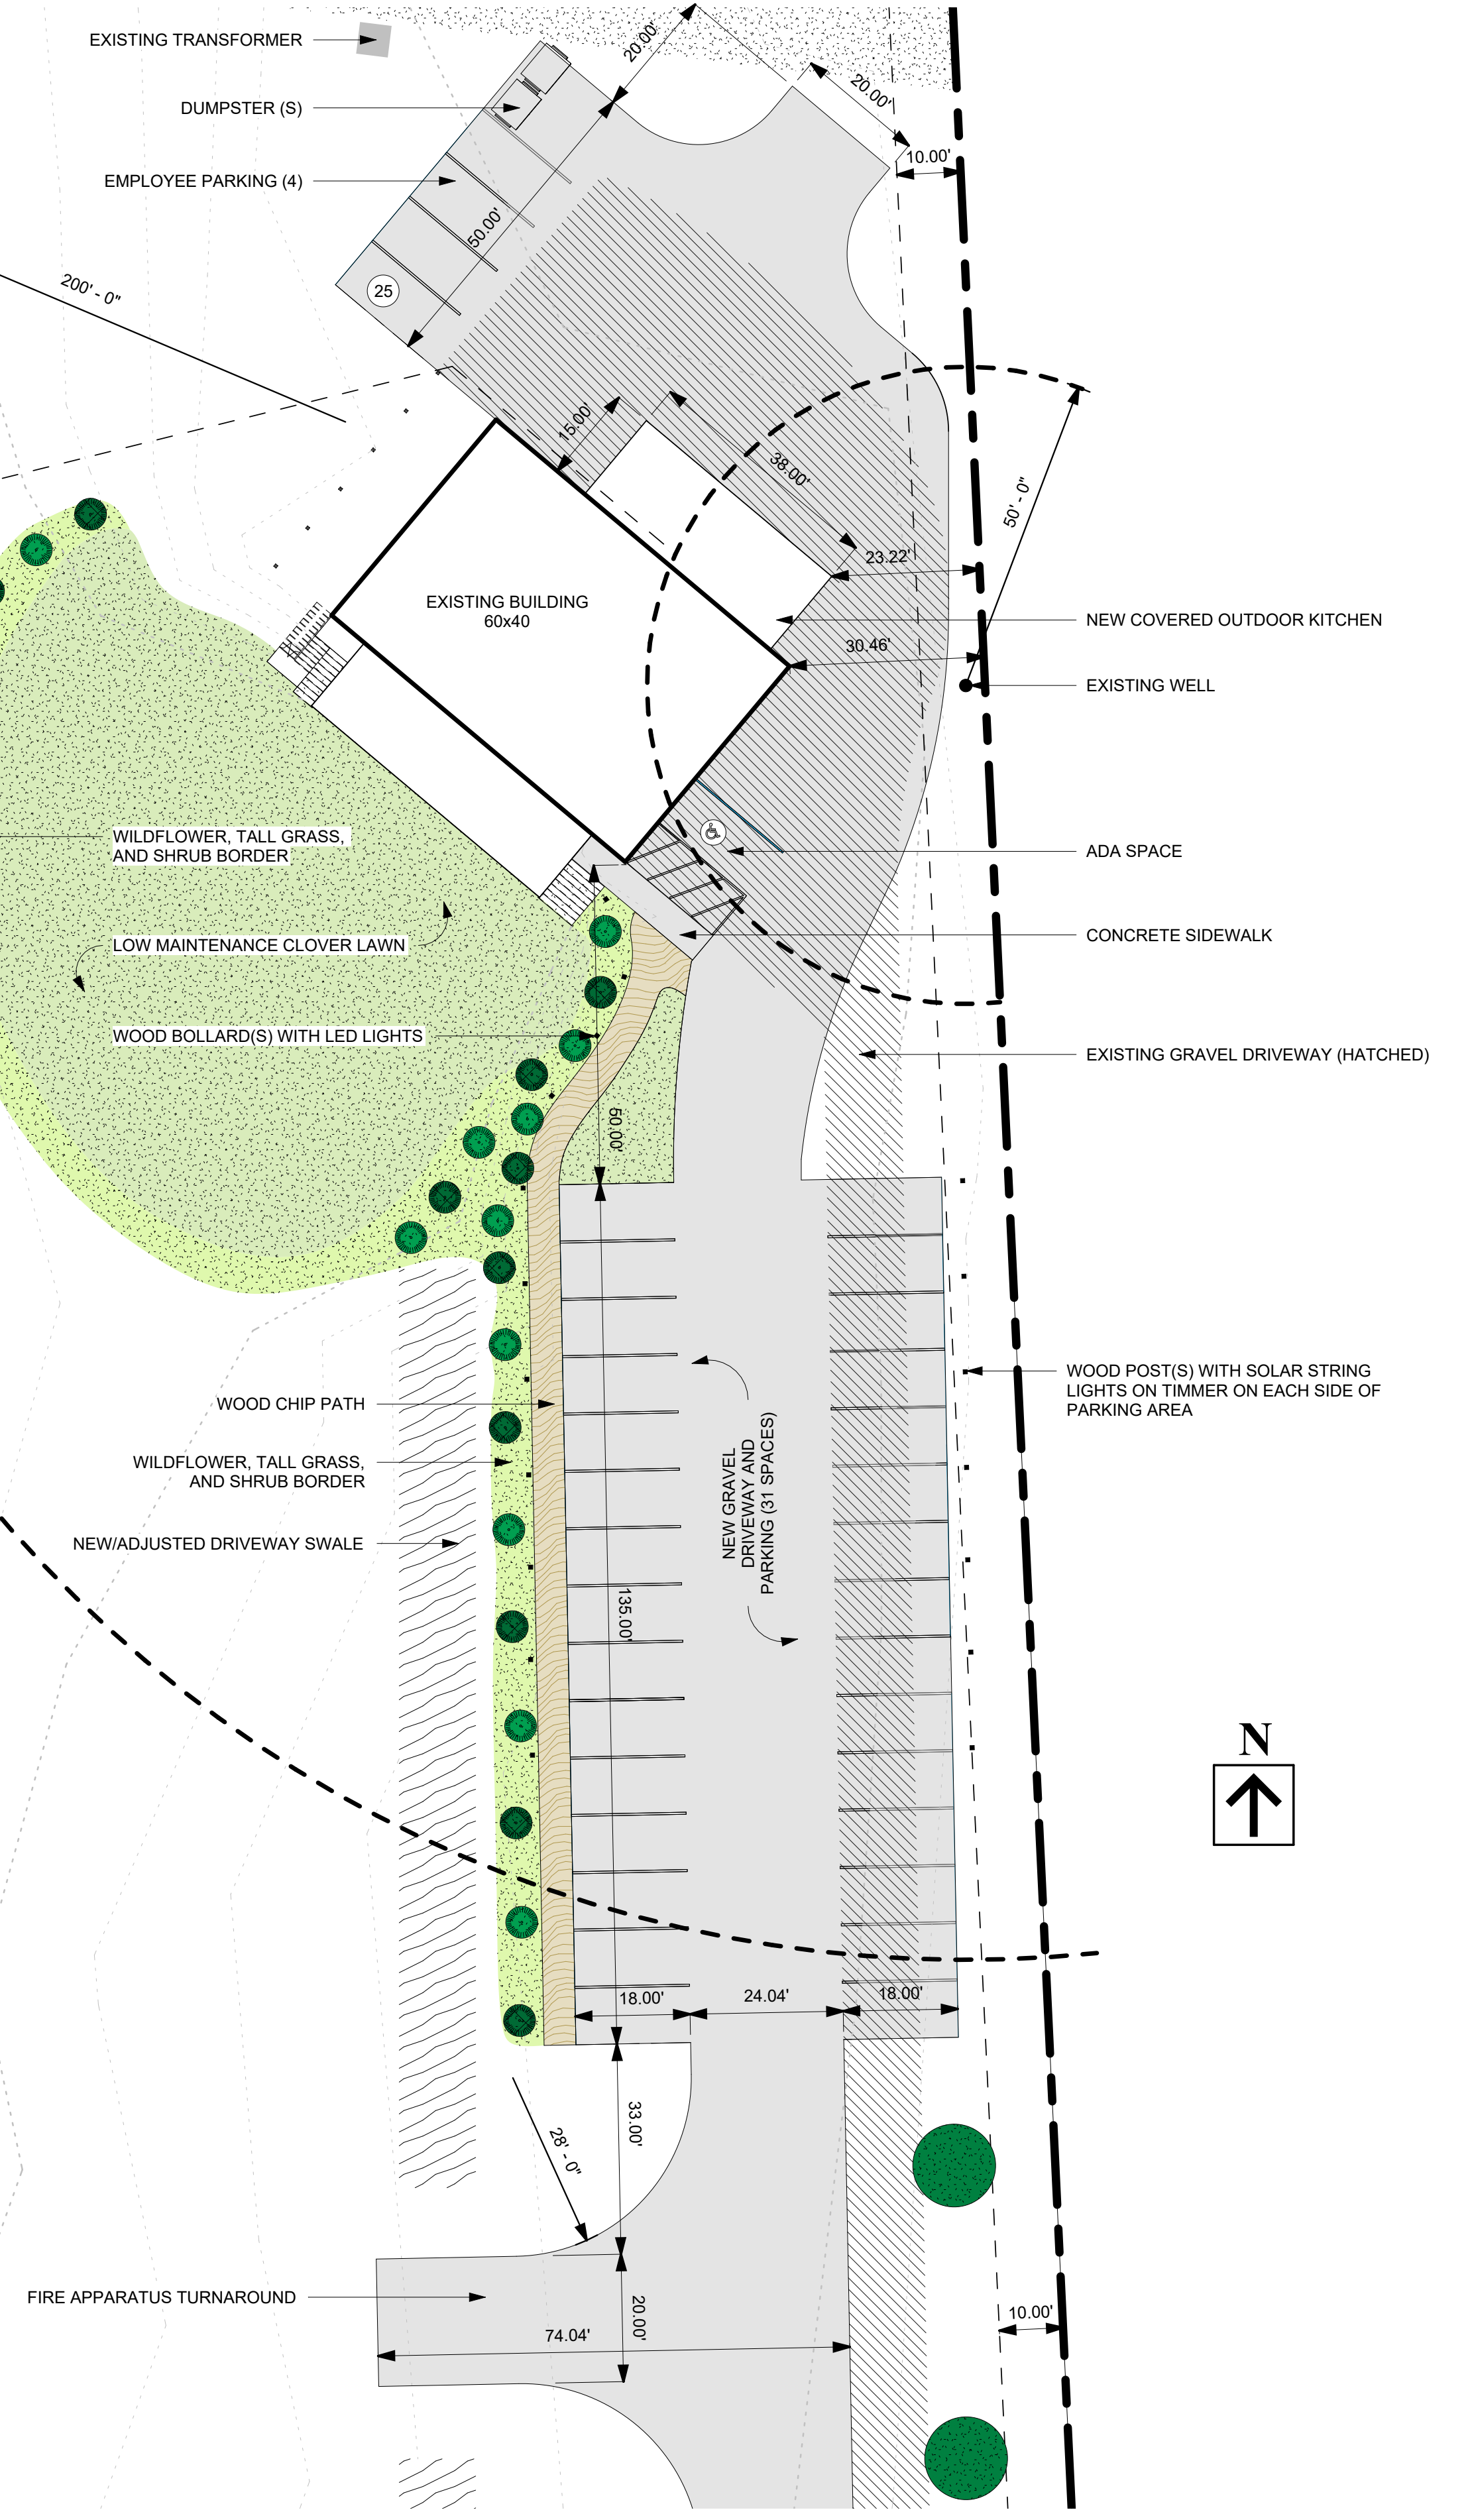 EXISTING TRANSFORMER
20.00'
DUMPSTER (S)
20.00'
10.00'
EMPLOYEE PARKING (4)
50.00'
25
200' - 0"
15.00'
38.00'
50' - 0"
23.22'
EXISTING BUILDING
60x40
NEW COVERED OUTDOOR KITCHEN
30.46'
EXISTING WELL
WILDFLOWER, TALL GRASS,
AND SHRUB BORDER
ADA SPACE
LOW MAINTENANCE CLOVER LAWN
CONCRETE SIDEWALK
WOOD BOLLARD(S) WITH LED LIGHTS
EXISTING GRAVEL DRIVEWAY (HATCHED)
50.00'
WOOD POST(S) WITH SOLAR STRING
LIGHTS ON TIMMER ON EACH SIDE OF
PARKING AREA
WOOD CHIP PATH
NEW GRAVEL
DRIVEWAY AND
PARKING (31 SPACES)
WILDFLOWER, TALL GRASS,
AND SHRUB BORDER
NEW/ADJUSTED DRIVEWAY SWALE
135.00'
N
18.00'
24.04'
18.00'
33.00'
28' - 0"
FIRE APPARATUS TURNAROUND
20.00'
74.04'
10.00'